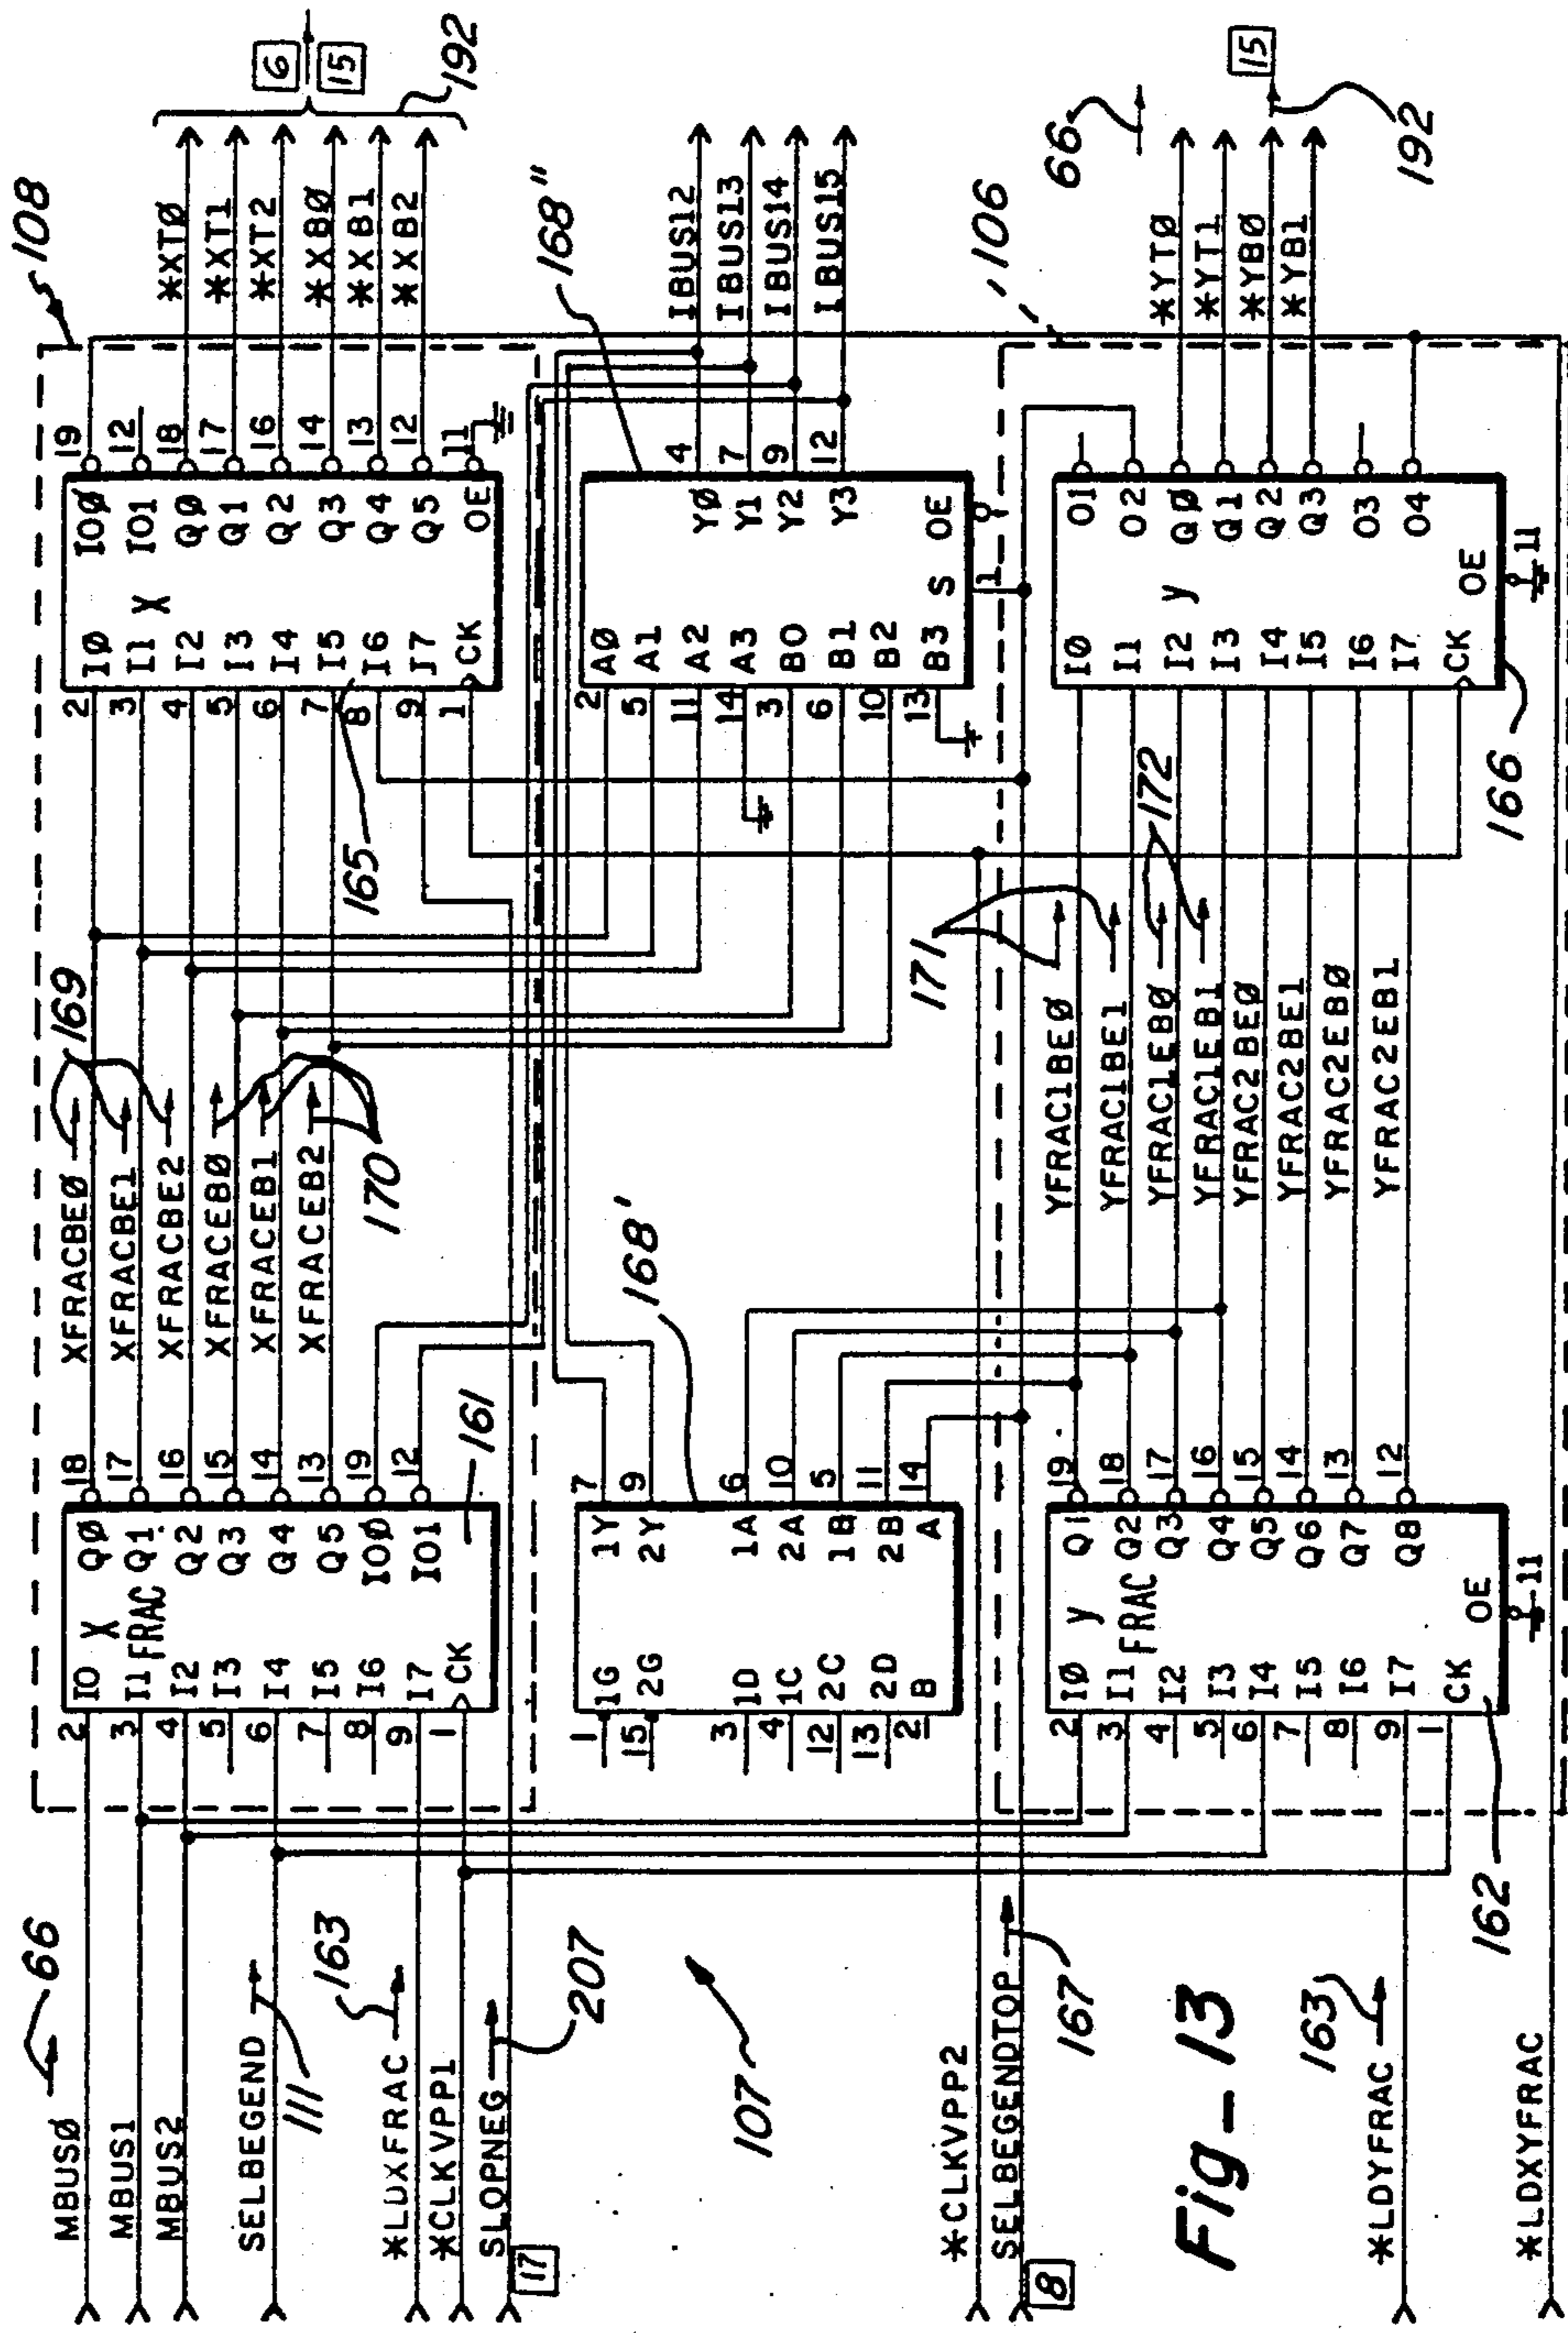 MBUSØ
66
MBUS1
MBUS2
SELBEGEND
111
163
*LDXFRAC
*CLKVPP1
SLOPNEG
17
207
107
*CLKVPP2
SELBEGENDTOP
8
167
Fig-13
163
*LDYFRAC
*LDXYFRAC
2 I0 QØ 18
3 I1 Q1 17
4 I2 Q2 16
5 I3 Q3 15
6 I4 Q4 14
7 I5 Q5 13
8 I6 IOØ 19
9 I7 IO1 12
1 CK
X FRAC
161
1 1G 1Y 7
15 2G 2Y 9
3 1D 1A 6
4 1C 2A 10
12 2C 1B 5
13 2D 2B 11
2 B A 14
168'
2 IØ Q1 19
3 I1 Q2 18
4 I2 Q3 17
5 I3 Q4 16
6 I4 Q5 15
7 I5 Q6 14
8 I6 Q7 13
9 I7 Q8 12
1 CK OE 11
y FRAC
162
XFRACBEØ
169
XFRACBE1
XFRACBE2
XFRACEBØ
XFRACEB1
XFRACEB2
170
171
172
YFRAC1BEØ
YFRAC1BE1
YFRAC1EBØ
YFRAC1EB1
YFRAC2BEØ
YFRAC2BE1
YFRAC2EBØ
YFRAC2EB1
2 IØ IOØ 19
3 I1 IO1 12
4 I2 QØ 18
5 I3 Q1 17
6 I4 Q2 16
7 I5 Q3 14
8 I6 Q4 13
9 I7 Q5 12
1 CK OE 11
X
165
2 AØ YØ 4
5 A1 Y1 7
11 A2 Y2 9
14 A3 Y3 12
3 BO
6 B1
10 B2
13 B3 S OE
1
168"
IØ O1
I1 O2
I2 QØ
I3 Q1
I4 Q2
I5 Q3
I6 O3
I7 O4
CK OE 11
y
166
108
*XTØ
*XT1
*XT2
*XBØ
*XB1
*XB2
6
15
192
IBUS12
IBUS13
IBUS14
IBUS15
106
66
*YTØ
*YT1
*YBØ
*YB1
15
192